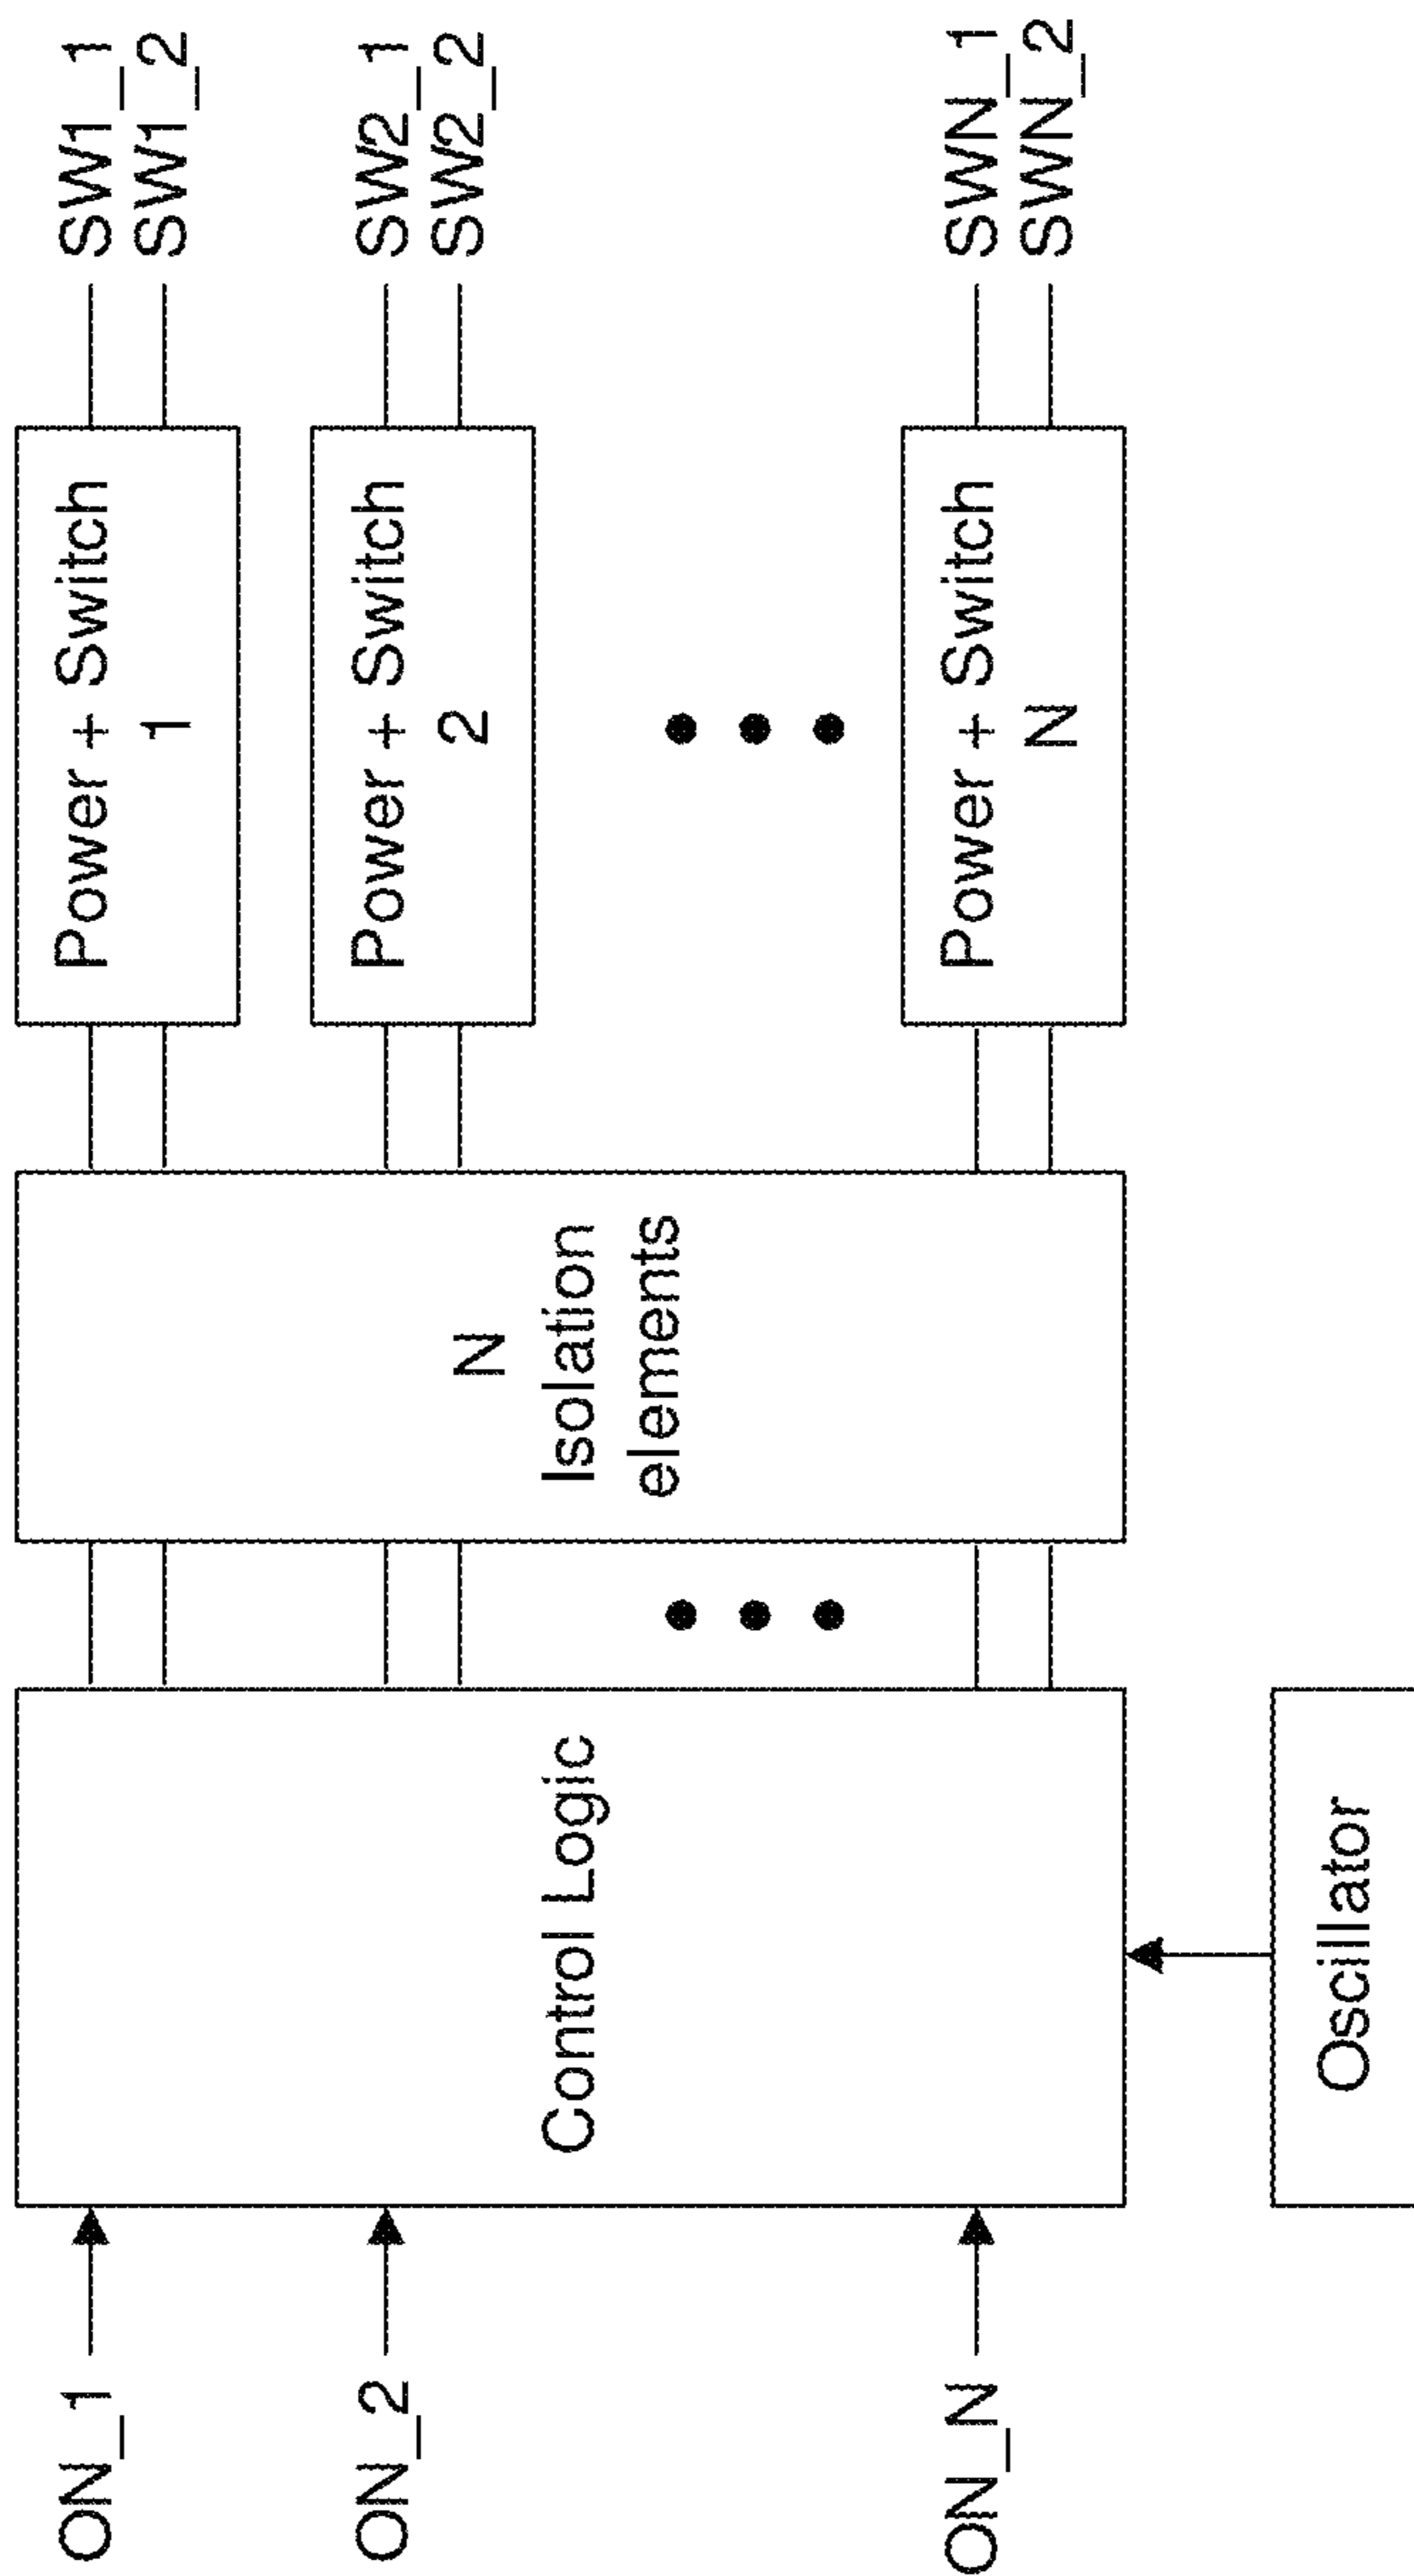 ON_1
ON_2
ON_N
Control Logic
Oscillator
N
Isolation
elements
Power + Switch
1
Power + Switch
2
Power + Switch
N
SW1_1
SW1_2
SW2_1
SW2_2
SWN_1
SWN_2